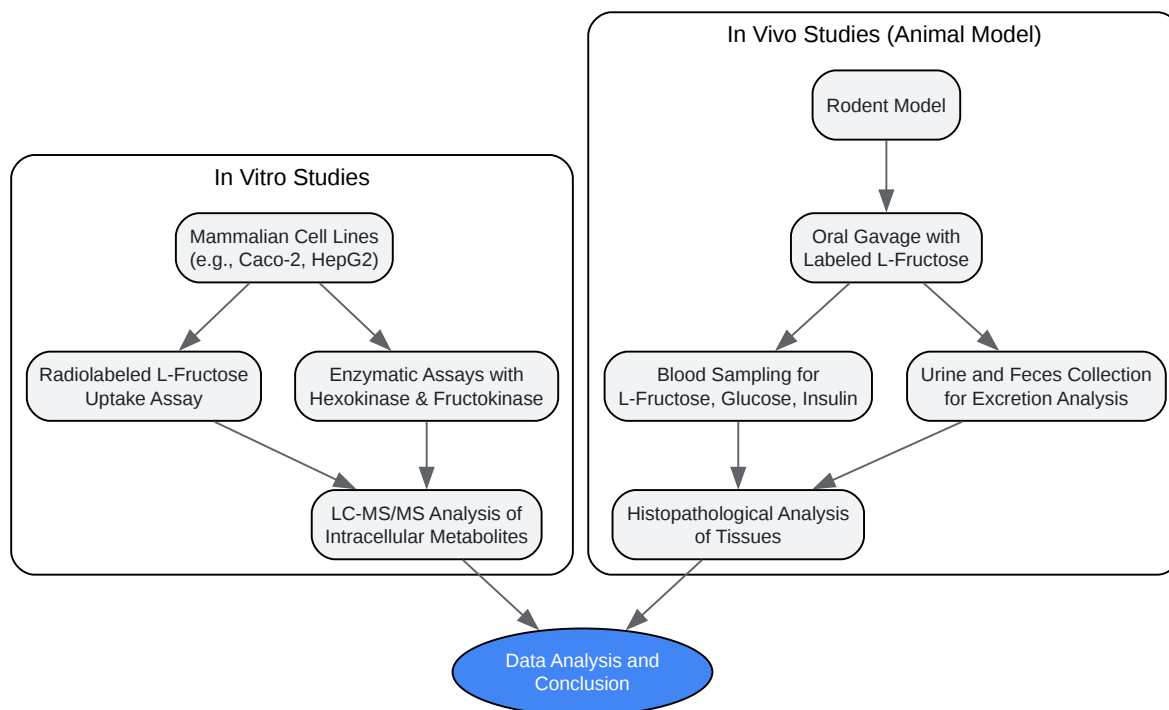 In Vitro Studies
Mammalian Cell Lines
(e.g., Caco-2, HepG2)
Radiolabeled L-Fructose
Uptake Assay
Enzymatic Assays with
Hexokinase & Fructokinase
LC-MS/MS Analysis of
Intracellular Metabolites
In Vivo Studies (Animal Model)
Rodent Model
Oral Gavage with
Labeled L-Fructose
Blood Sampling for
L-Fructose, Glucose, Insulin
Urine and Feces Collection
for Excretion Analysis
Histopathological Analysis
of Tissues
Data Analysis and
Conclusion